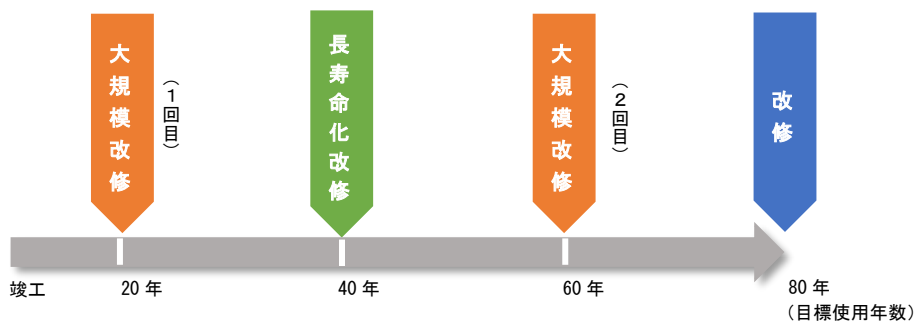 大規模改修
（１回目）
長寿命化改修
大規模改修
（２回目）
改修
竣工
20 年
40 年
60 年
80 年
（目標使用年数）